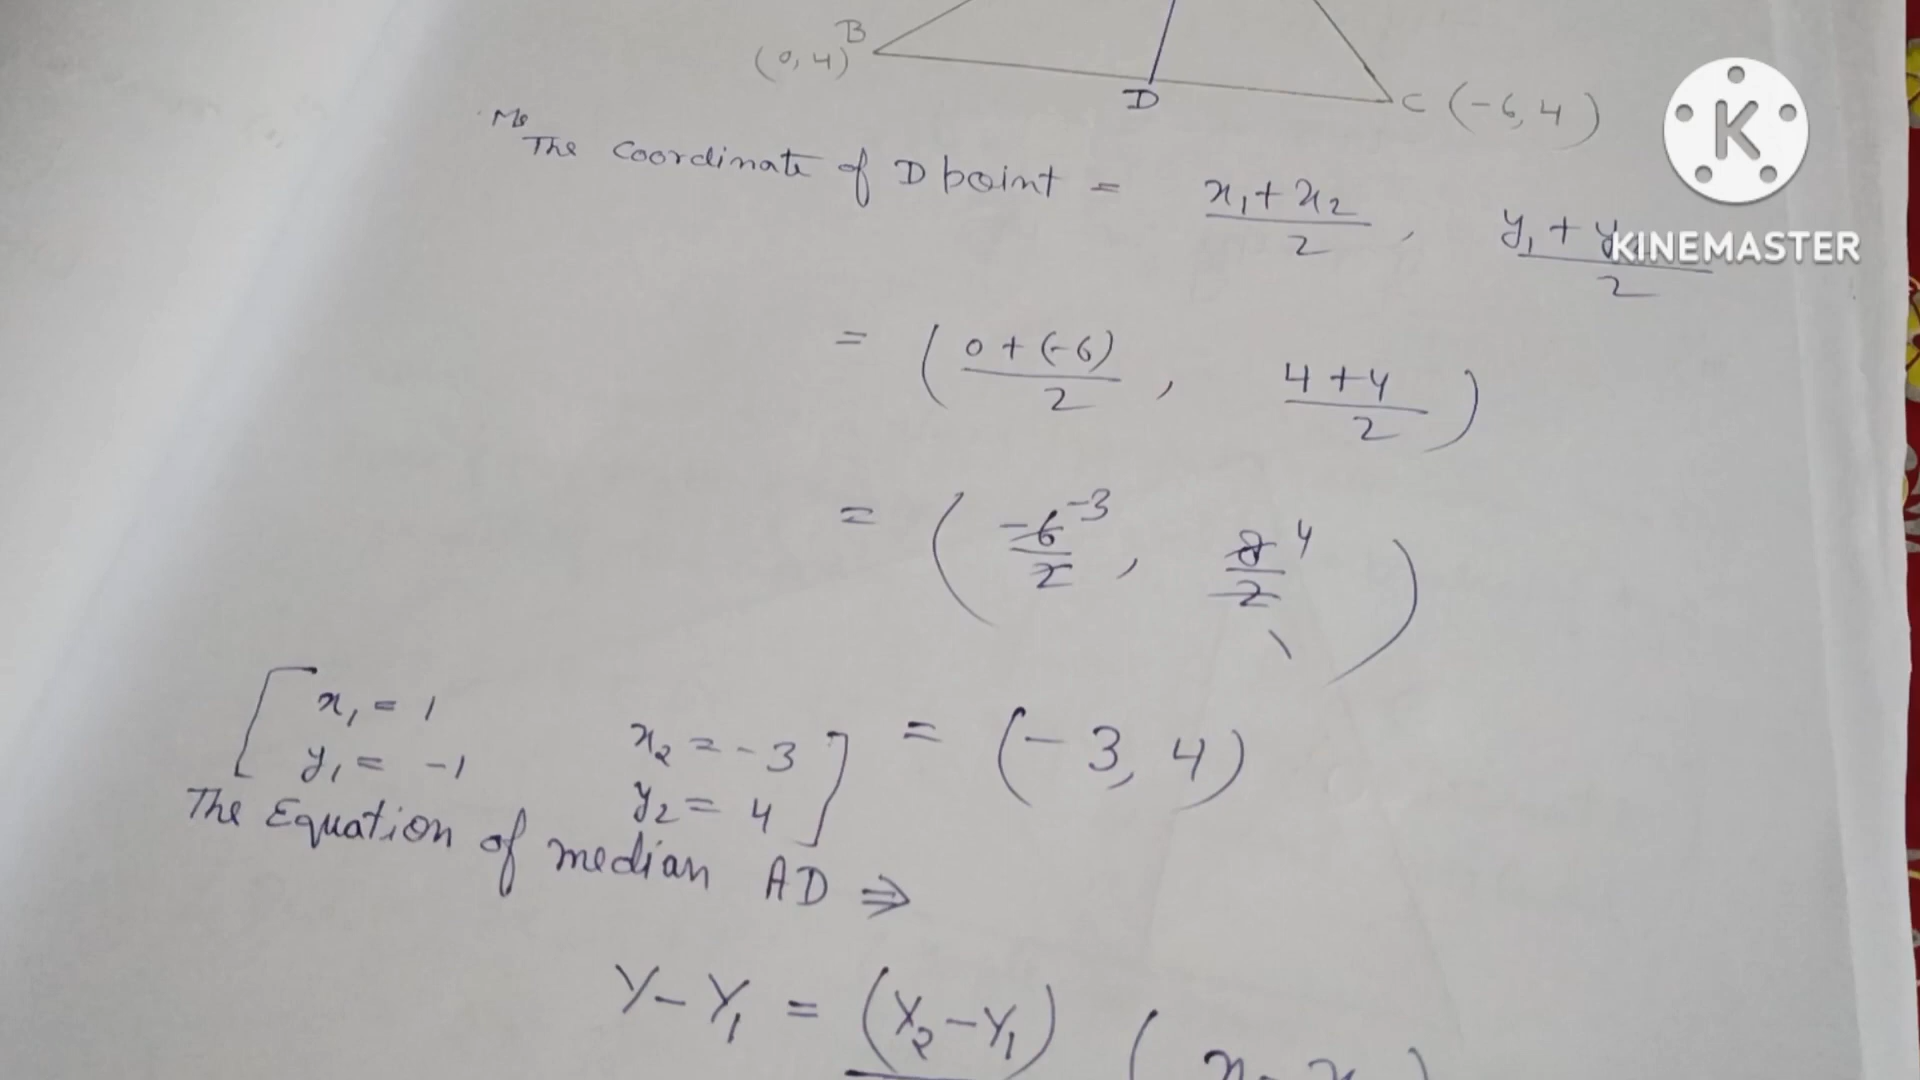 B
(0, 4)
D
C (-6, 4)
K
KINEMASTER
Me
The Coordinate of D point = x₁ + x₂ / 2 , y₁ + y / 2
= ( 0 + (-6) / 2 , 4 + 4 / 2 )
= ( -6 / 2 -3 , 8 / 2 4 )
[ x₁ = 1 x₂ = -3 ] = (-3, 4)
y₁ = -1 y₂ = 4
The Equation of median AD ⇒
Y - Y₁ = (Y₂ - Y₁) ( x - x